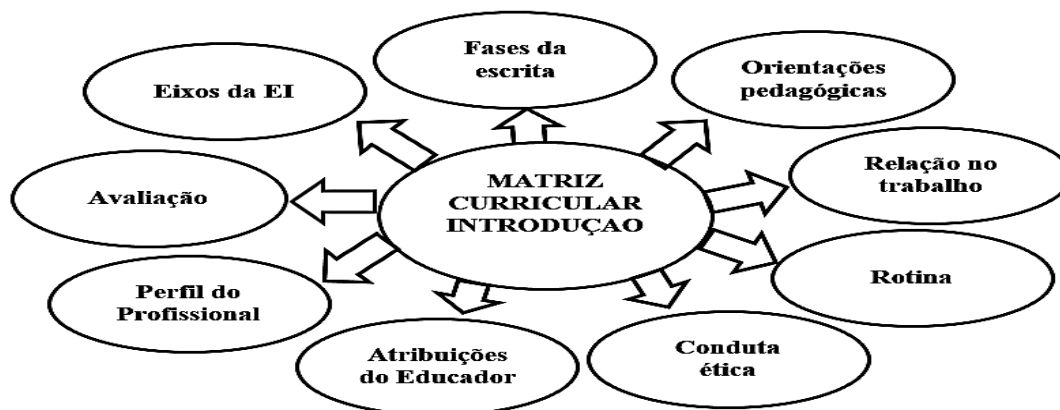 Fases da
escrita
Orientações
pedagógicas
Eixos da EI
Relação no
trabalho
MATRIZ
CURRICULAR
INTRODUÇAO
Avaliação
Rotina
Perfil do
Profissional
Conduta
ética
Atribuições
do Educador